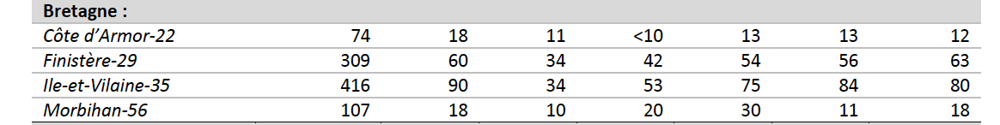 Bretagne :
Côte d’Armor-22 74 18 11 <10 13 13 12
Finistère-29 309 60 34 42 54 56 63
Ile-et-Vilaine-35 416 90 34 53 75 84 80
Morbihan-56 107 18 10 20 30 11 18